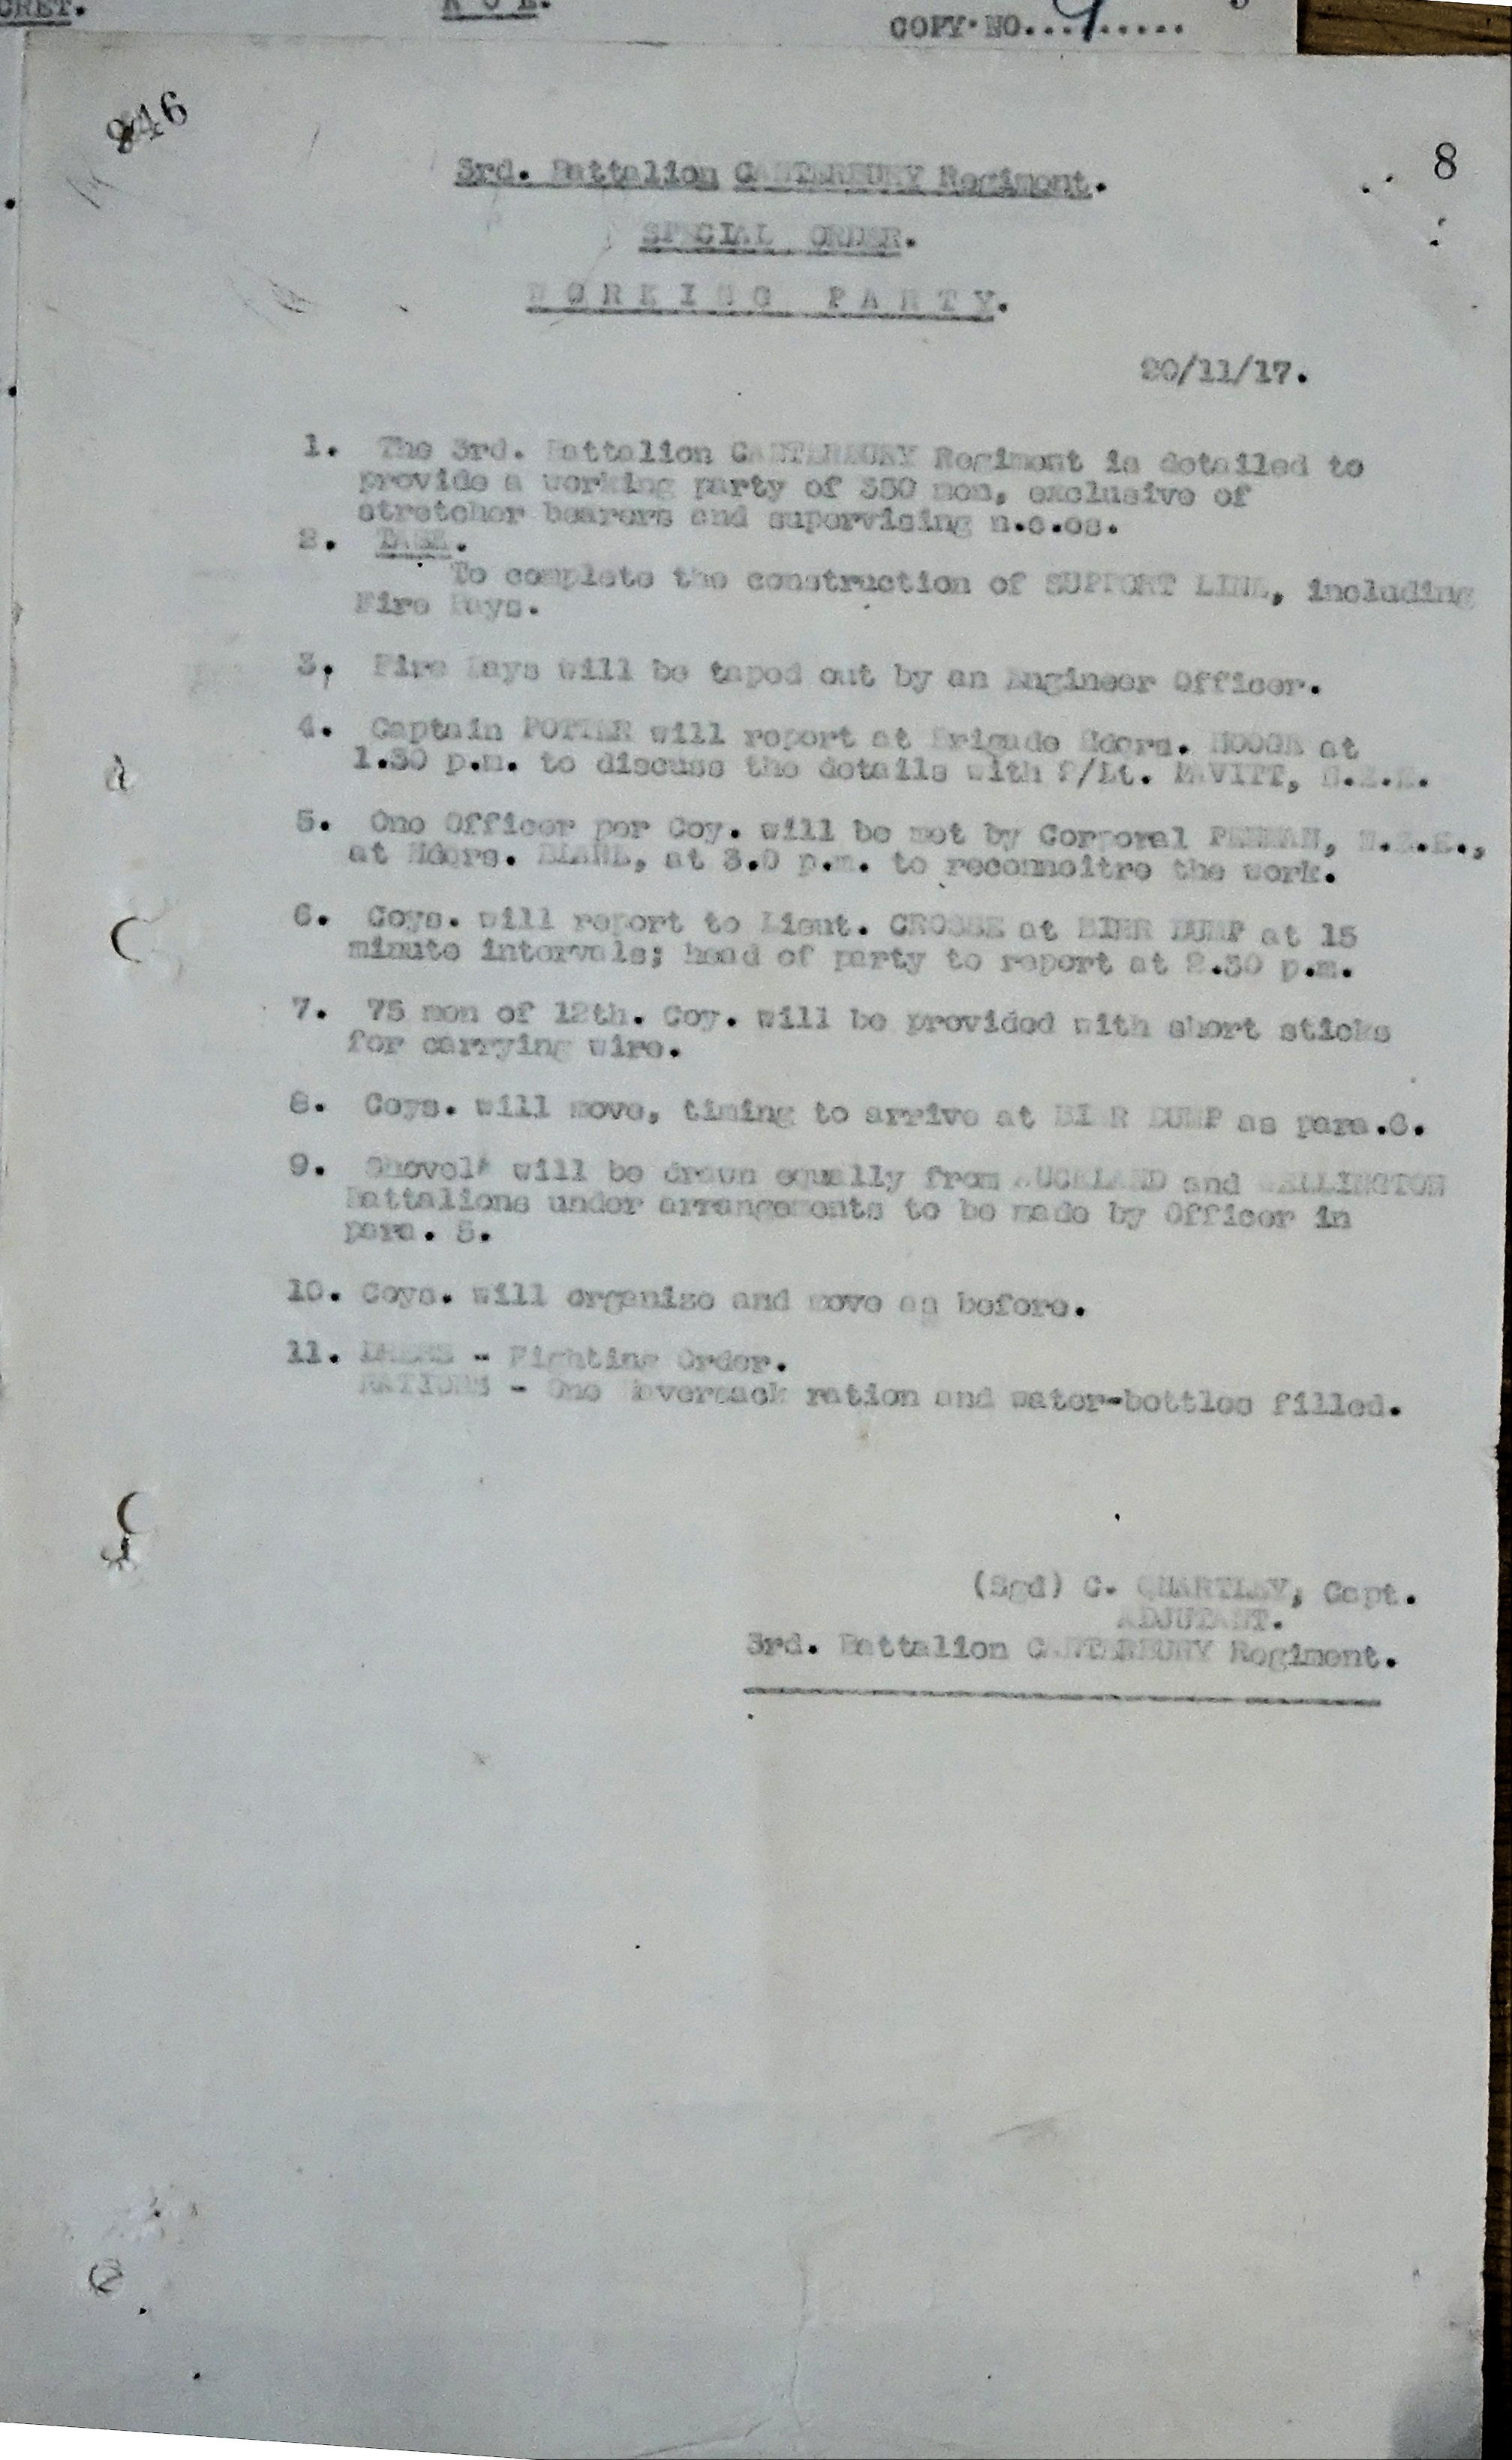 CRET.
COPY NO...9.....
846
8
3rd. Battalion CANTERBURY Regiment.
SPECIAL ORDER.
WORKING PARTY.
20/11/17.
1. The 3rd. Battalion CANTERBURY Regiment is detailed to
provide a working party of 350 men, exclusive of
stretcher bearers and supervising n.c.os.
2. TASK.
To complete the construction of SUPPORT LINE, including
Fire Bays.
3. Fire Bays will be taped out by an Engineer Officer.
4. Captain POTTER will report at Brigade Hdqrs. HOOGE at
1.30 p.m. to discuss the details with 2/Lt. N.Z.E.
5. One Officer per Coy. will be met by Corporal PENMAN, N.Z.E.,
at Hdqrs. at 3.0 p.m. to reconnoitre the work.
6. Coys. will report to Lieut. CROSSE at BIRR DUMP at 15
minute intervals; head of party to report at 2.30 p.m.
7. 75 men of 12th. Coy. will be provided with short sticks
for carrying wire.
8. Coys. will move, timing to arrive at BIRR DUMP as para.6.
9. Shovels will be drawn equally from AUCKLAND and WELLINGTON
Battalions under arrangements to be made by Officer in
para. 5.
10. Coys. will organise and move as before.
11. DRESS - Fighting Order.
RATIONS - One haversack ration and water-bottles filled.
(Sgd) C. QUARTLEY, Capt.
ADJUTANT.
3rd. Battalion CANTERBURY Regiment.